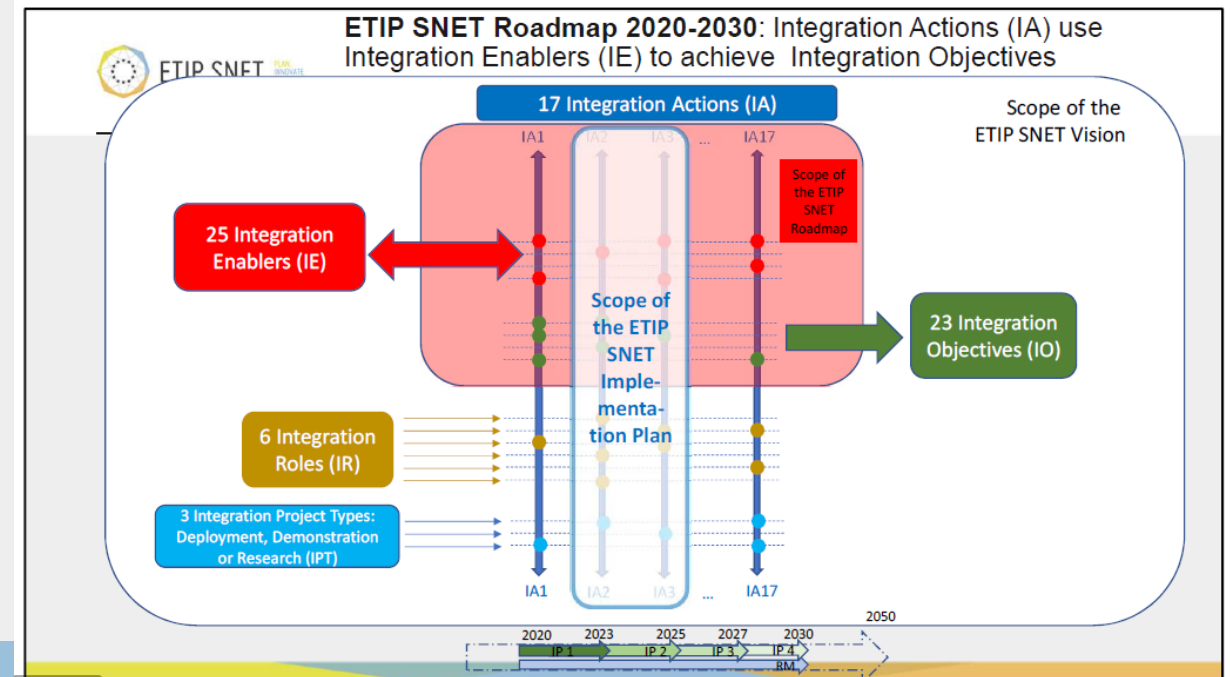 ETIP SNET Roadmap 2020-2030: Integration Actions (IA) use
Integration Enablers (IE) to achieve Integration Objectives
ETIP SNET
PLAN
INNOVATE
17 Integration Actions (IA)
Scope of the
ETIP SNET Vision
IA1 IA2 IA3 ... IA17
Scope of
the ETIP
SNET
Roadmap
25 Integration
Enablers (IE)
Scope of
the ETIP
SNET
Imple-
menta-
tion Plan
23 Integration
Objectives (IO)
6 Integration
Roles (IR)
3 Integration Project Types:
Deployment, Demonstration
or Research (IPT)
IA1 IA2 IA3 ... IA17
2050
2020 2023 2025 2027 2030
IP 1 IP 2 IP 3 IP 4
RM